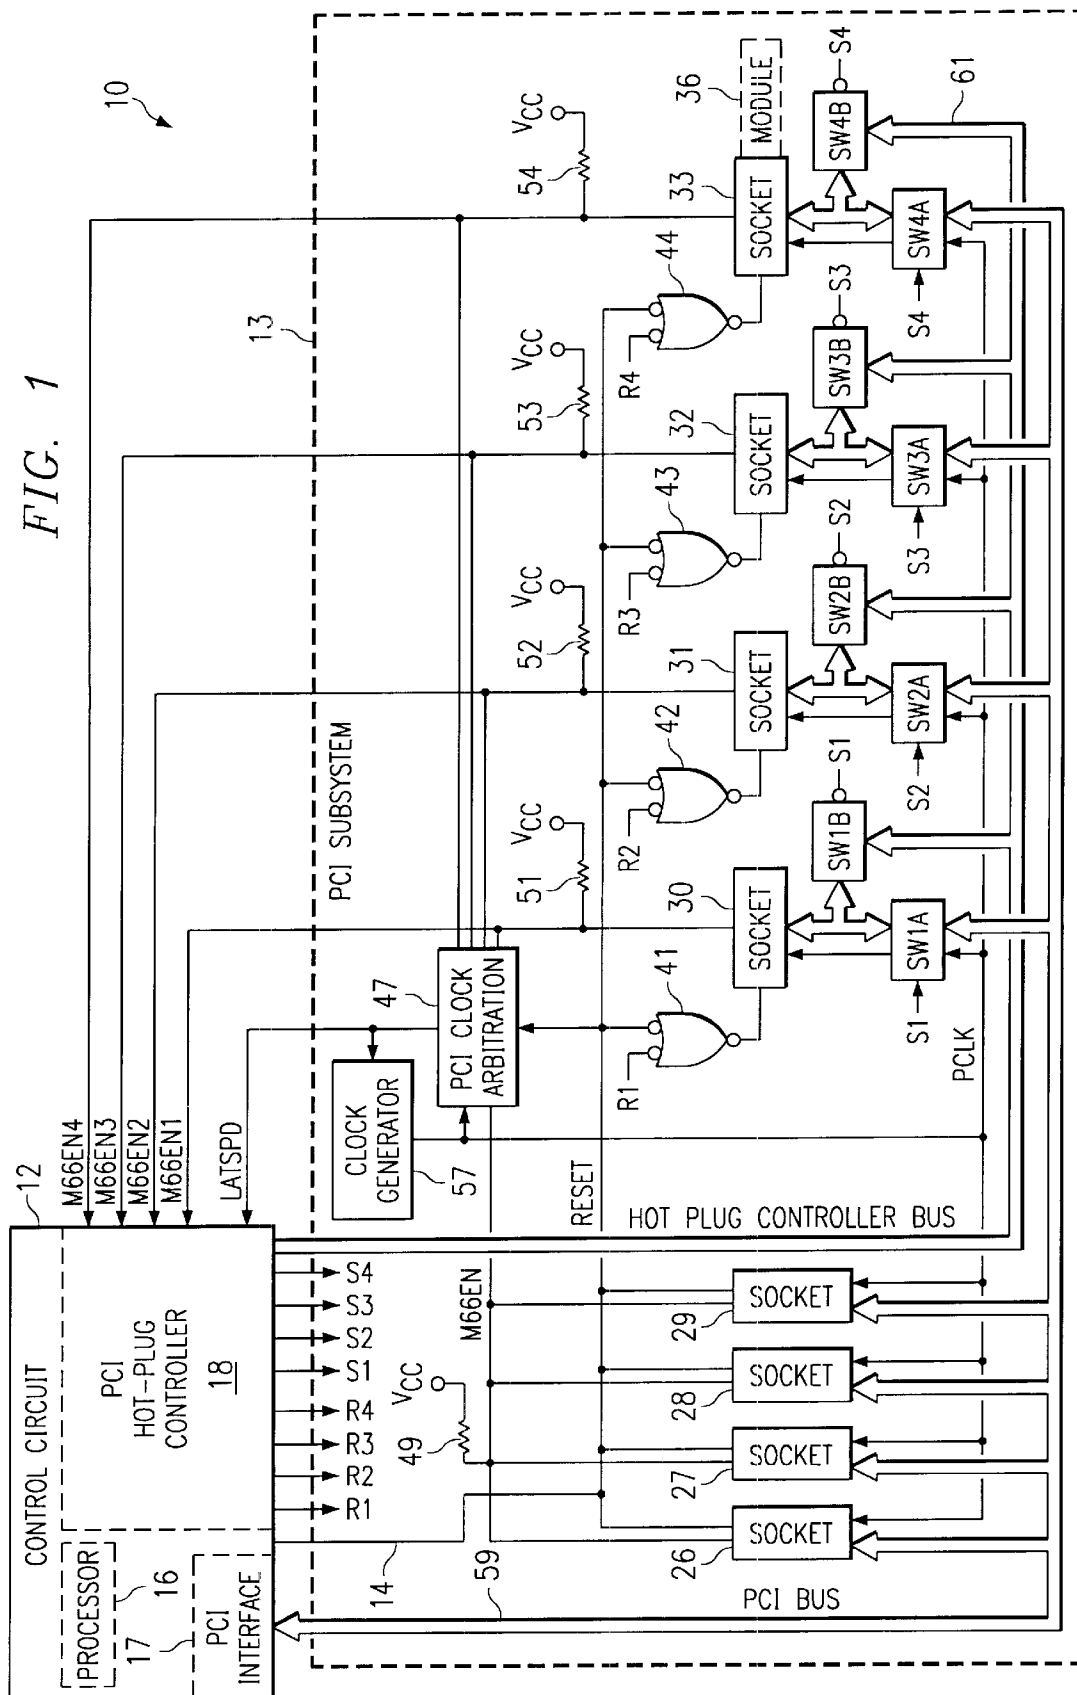 FIG. 1
10
CONTROL CIRCUIT
12
PROCESSOR
16
17
PCI
INTERFACE
PCI
HOT-PLUG
CONTROLLER
18
M66EN4
M66EN3
M66EN2
M66EN1
LATSPD
R1
R2
R3
R4
S1
S2
S3
S4
14
13
PCI SUBSYSTEM
CLOCK
GENERATOR
57
PCI CLOCK
ARBITRATION
47
VCC
49
VCC
51
VCC
52
VCC
53
VCC
54
M66EN
RESET
R1
41
R2
42
R3
43
R4
44
59
PCI BUS
HOT PLUG CONTROLLER BUS
PCLK
SOCKET
26
SOCKET
27
SOCKET
28
SOCKET
29
SOCKET
30
SOCKET
31
SOCKET
32
SOCKET
33
MODULE
36
SW1B
S1
SW2B
S2
SW3B
S3
SW4B
S4
S1
SW1A
S2
SW2A
S3
SW3A
S4
SW4A
61